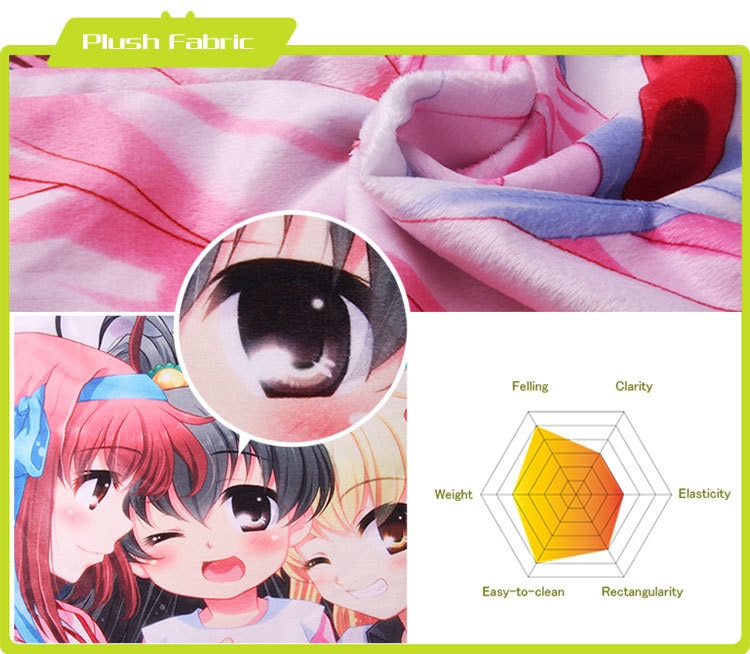 Plush Fabric
Felling
Clarity
Weight
Elasticity
Easy-to-clean
Rectangularity